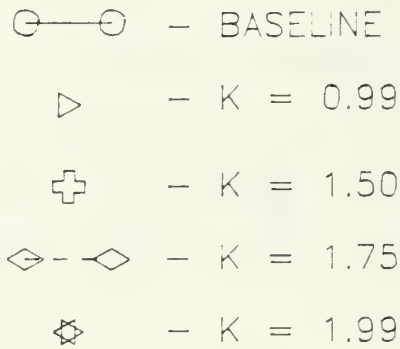 – BASELINE
– K = 0.99
– K = 1.50
– K = 1.75
– K = 1.99